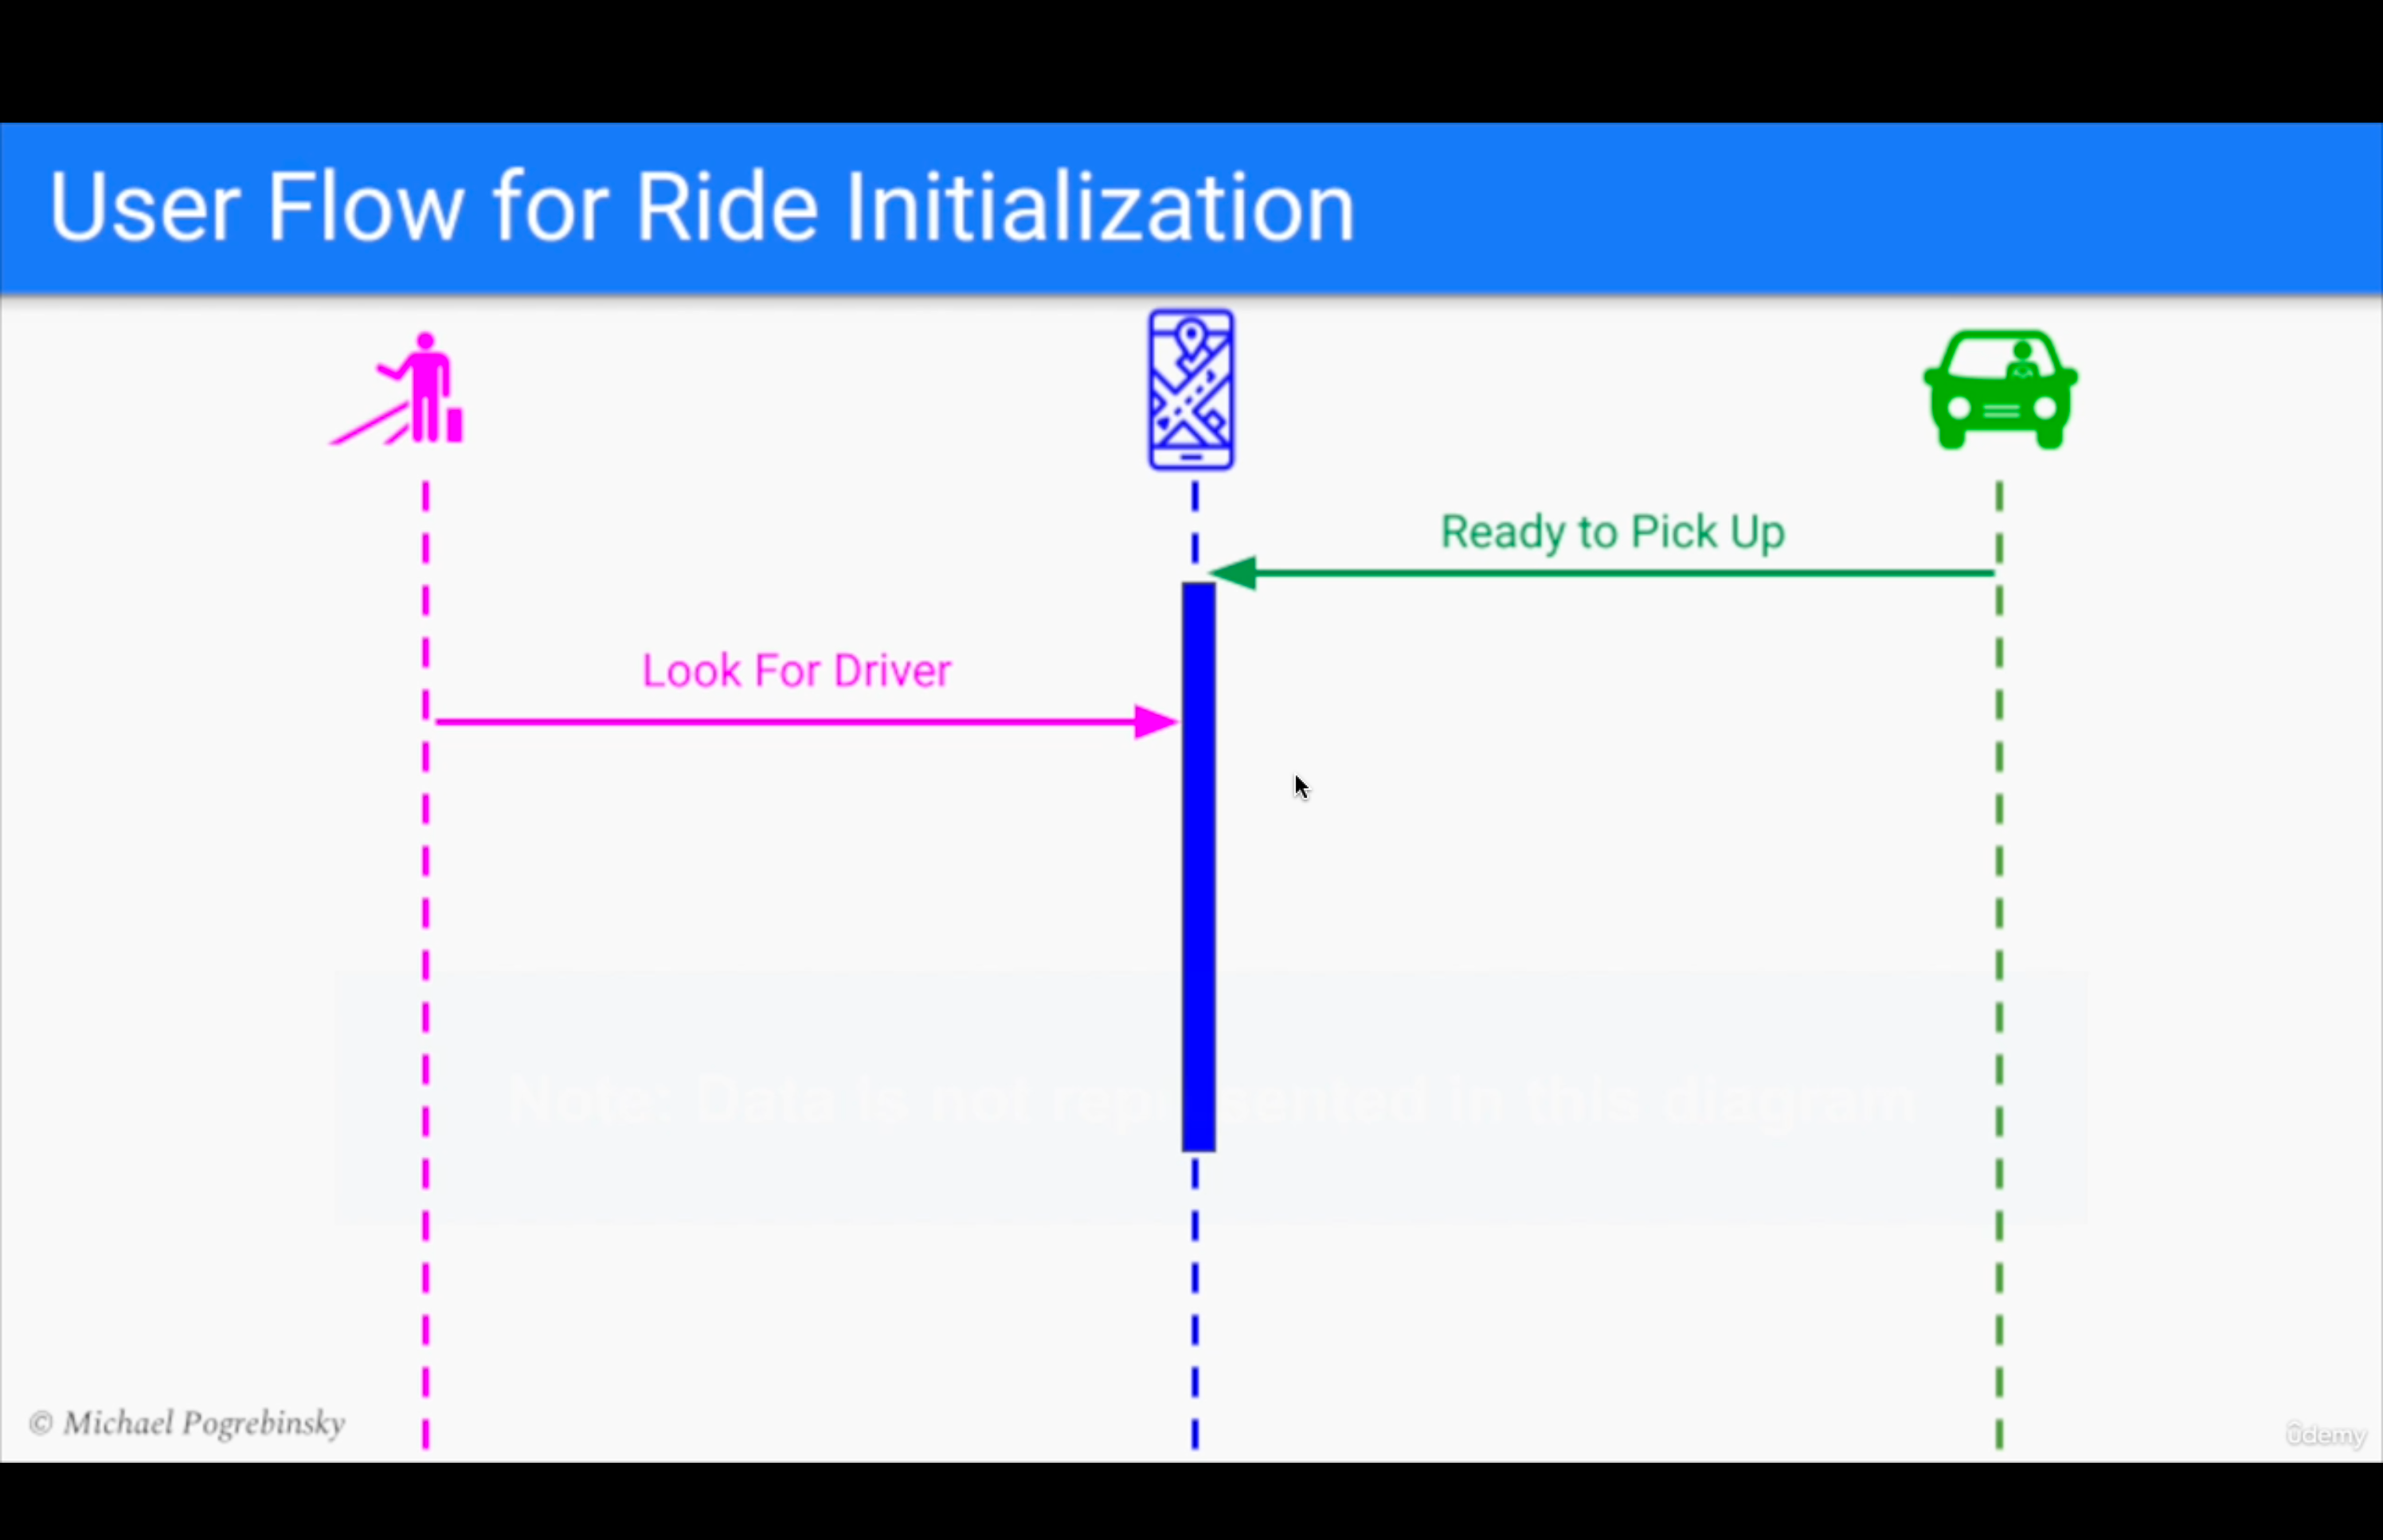 User Flow for Ride Initialization
Ready to Pick Up
Look For Driver
Note: Data is not represented in this diagram
© Michael Pogrebinsky
ûdemy